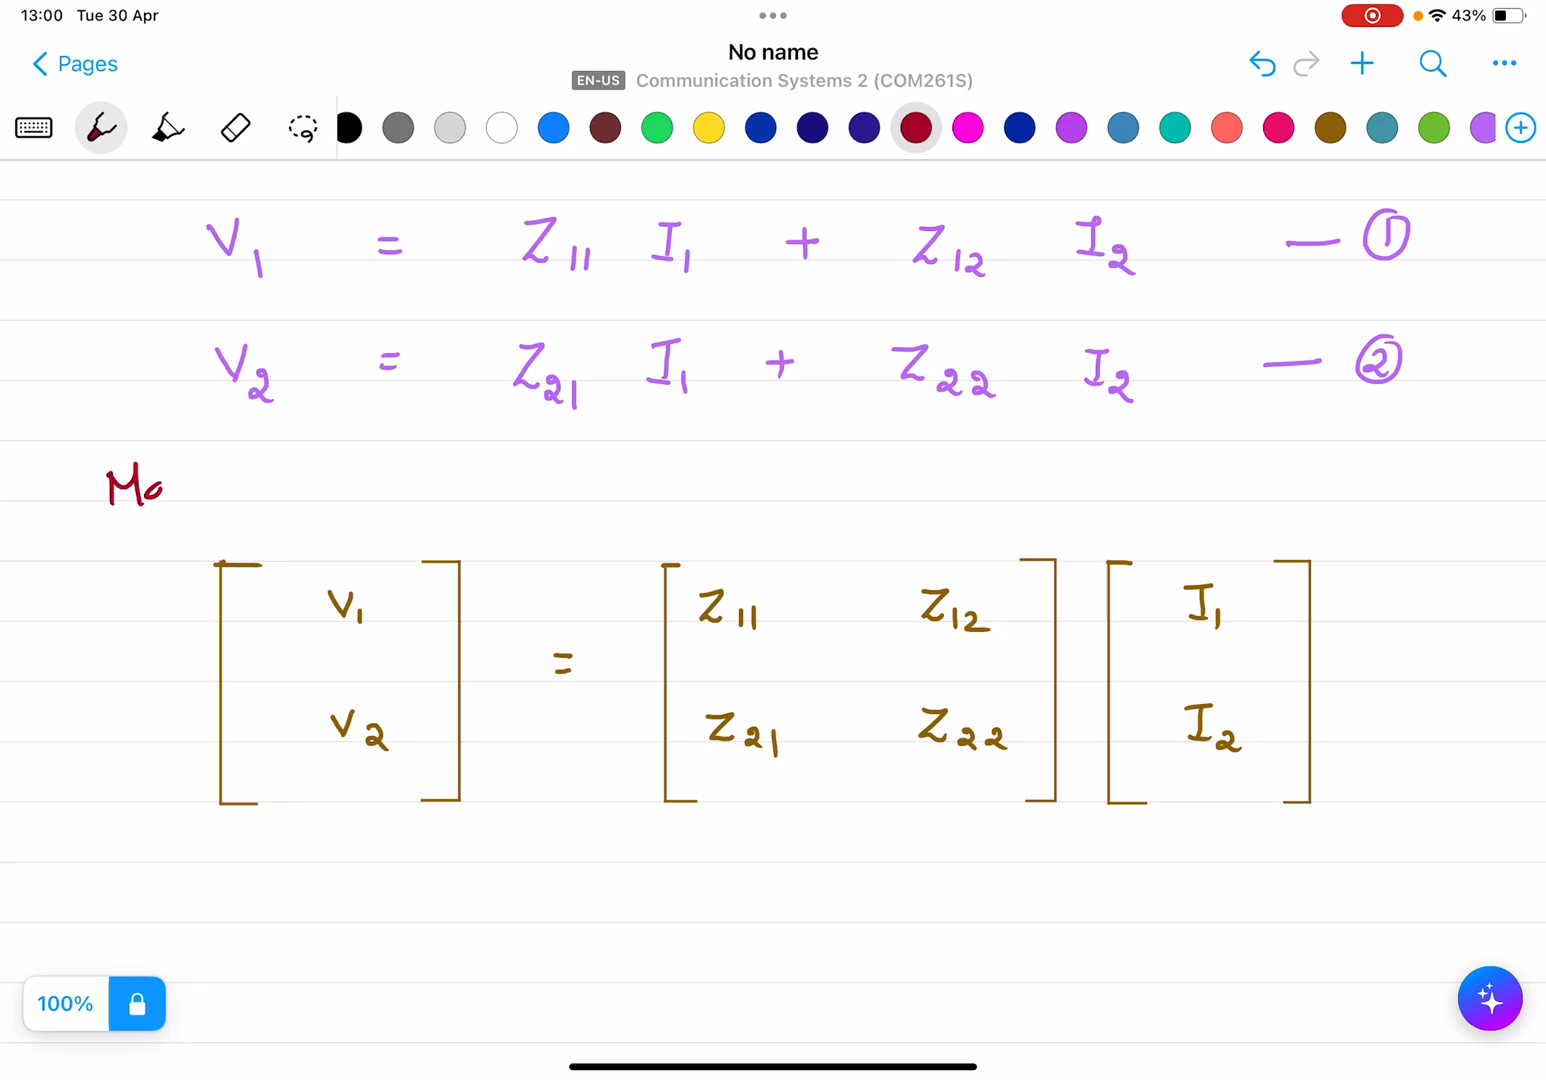 13:00 Tue 30 Apr 43%
Pages
No name
EN-US Communication Systems 2 (COM261S)
V₁ = Z₁₁ I₁ + Z₁₂ I₂ — ①
V₂ = Z₂₁ I₁ + Z₂₂ I₂ — ②
Ma
[ V₁ ] = [ Z₁₁ Z₁₂ ] [ I₁ ]
[ V₂ ] [ Z₂₁ Z₂₂ ] [ I₂ ]
100%